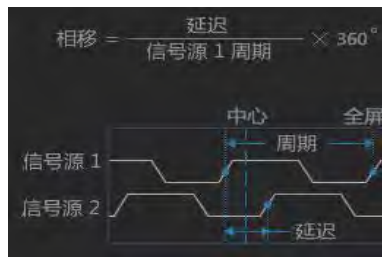 相移 = 延迟 / 信号源 1 周期 × 360°
中心 全屏
周期
信号源 1
信号源 2
延迟